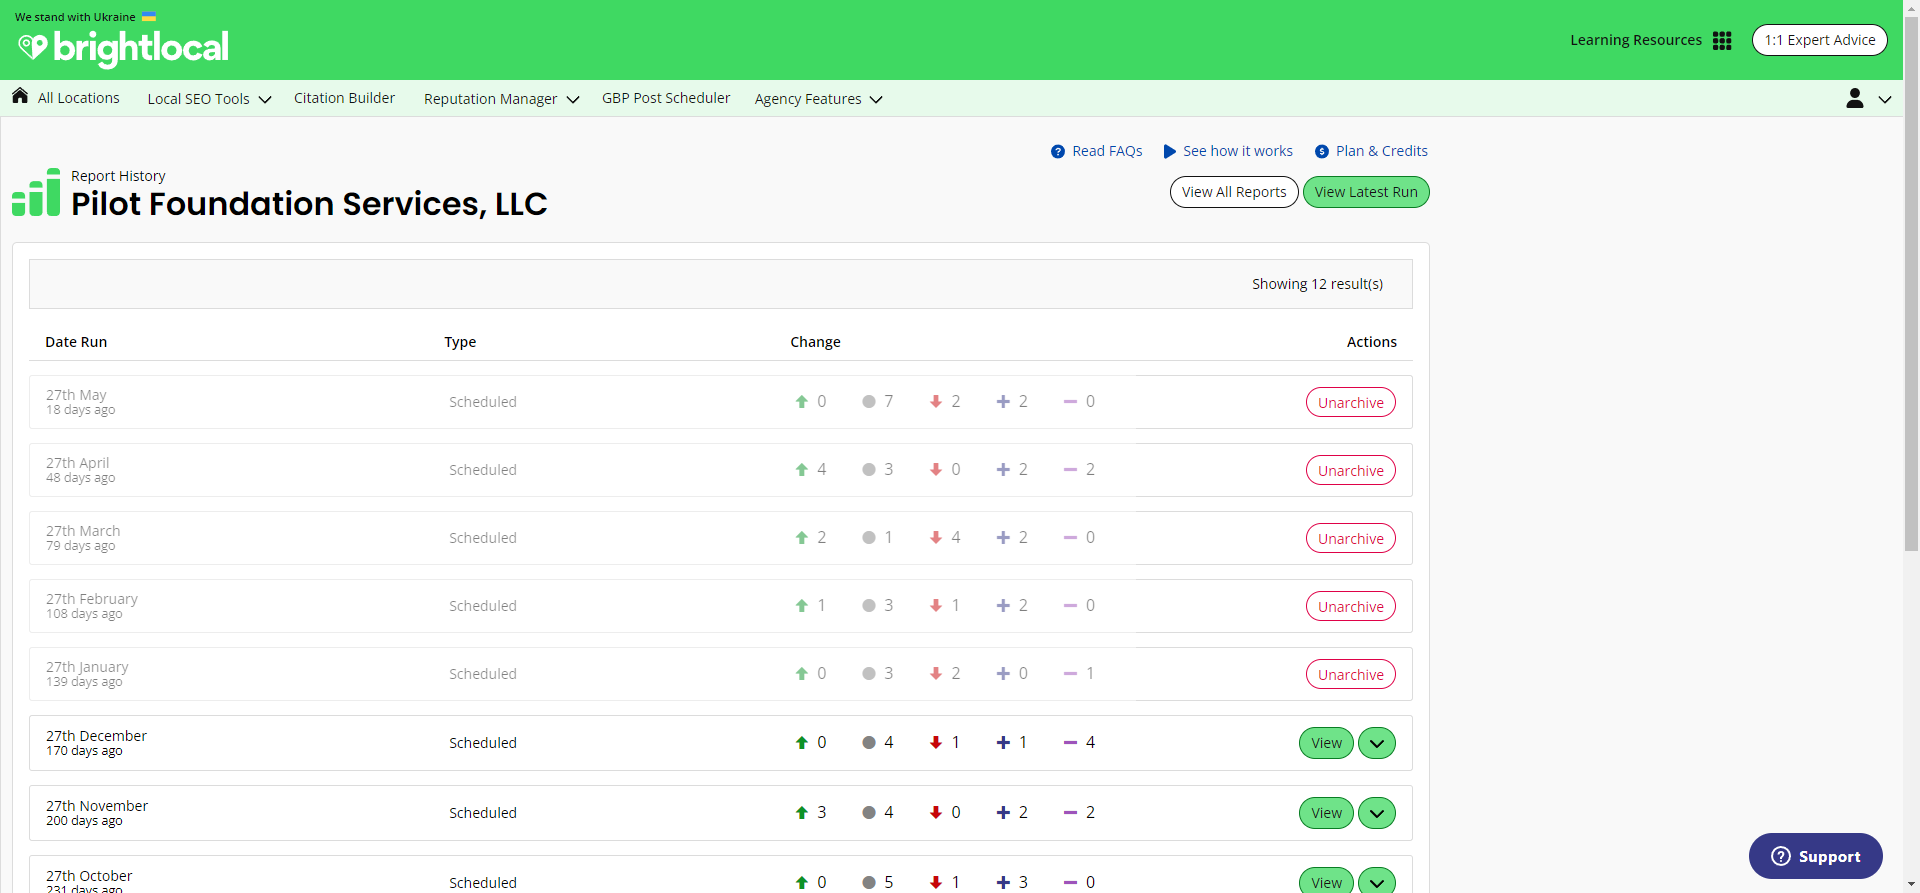 We stand with Ukraine
brightlocal
Learning Resources
1:1 Expert Advice
All Locations
Local SEO Tools
Citation Builder
Reputation Manager
GBP Post Scheduler
Agency Features
Read FAQs
See how it works
Plan & Credits
Report History
Pilot Foundation Services, LLC
View All Reports
View Latest Run
Showing 12 result(s)
Date Run Type Change Actions
27th May
18 days ago
Scheduled 0 7 2 2 0 Unarchive
27th April
48 days ago
Scheduled 4 3 0 2 2 Unarchive
27th March
79 days ago
Scheduled 2 1 4 2 0 Unarchive
27th February
108 days ago
Scheduled 1 3 1 2 0 Unarchive
27th January
139 days ago
Scheduled 0 3 2 0 1 Unarchive
27th December
170 days ago
Scheduled 0 4 1 1 4 View
27th November
200 days ago
Scheduled 3 4 0 2 2 View
27th October
231 days ago
Scheduled 0 5 1 3 0 View
Support